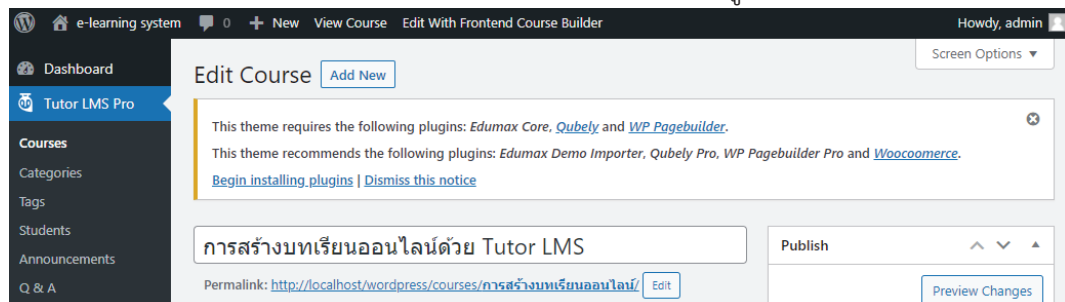 e-learning system 0 + New View Course Edit With Frontend Course Builder Howdy, admin
Screen Options ▼
Dashboard
Edit Course Add New
Tutor LMS Pro
This theme requires the following plugins: Edumax Core, Qubely and WP Pagebuilder.
This theme recommends the following plugins: Edumax Demo Importer, Qubely Pro, WP Pagebuilder Pro and Woocoomerce.
Begin installing plugins | Dismiss this notice
Courses
Categories
Tags
Students
Announcements
Q & A
การสร้างบทเรียนออนไลน์ด้วย Tutor LMS
Permalink: http://localhost/wordpress/courses/การสร้างบทเรียนออนไลน์/ Edit
Publish
Preview Changes